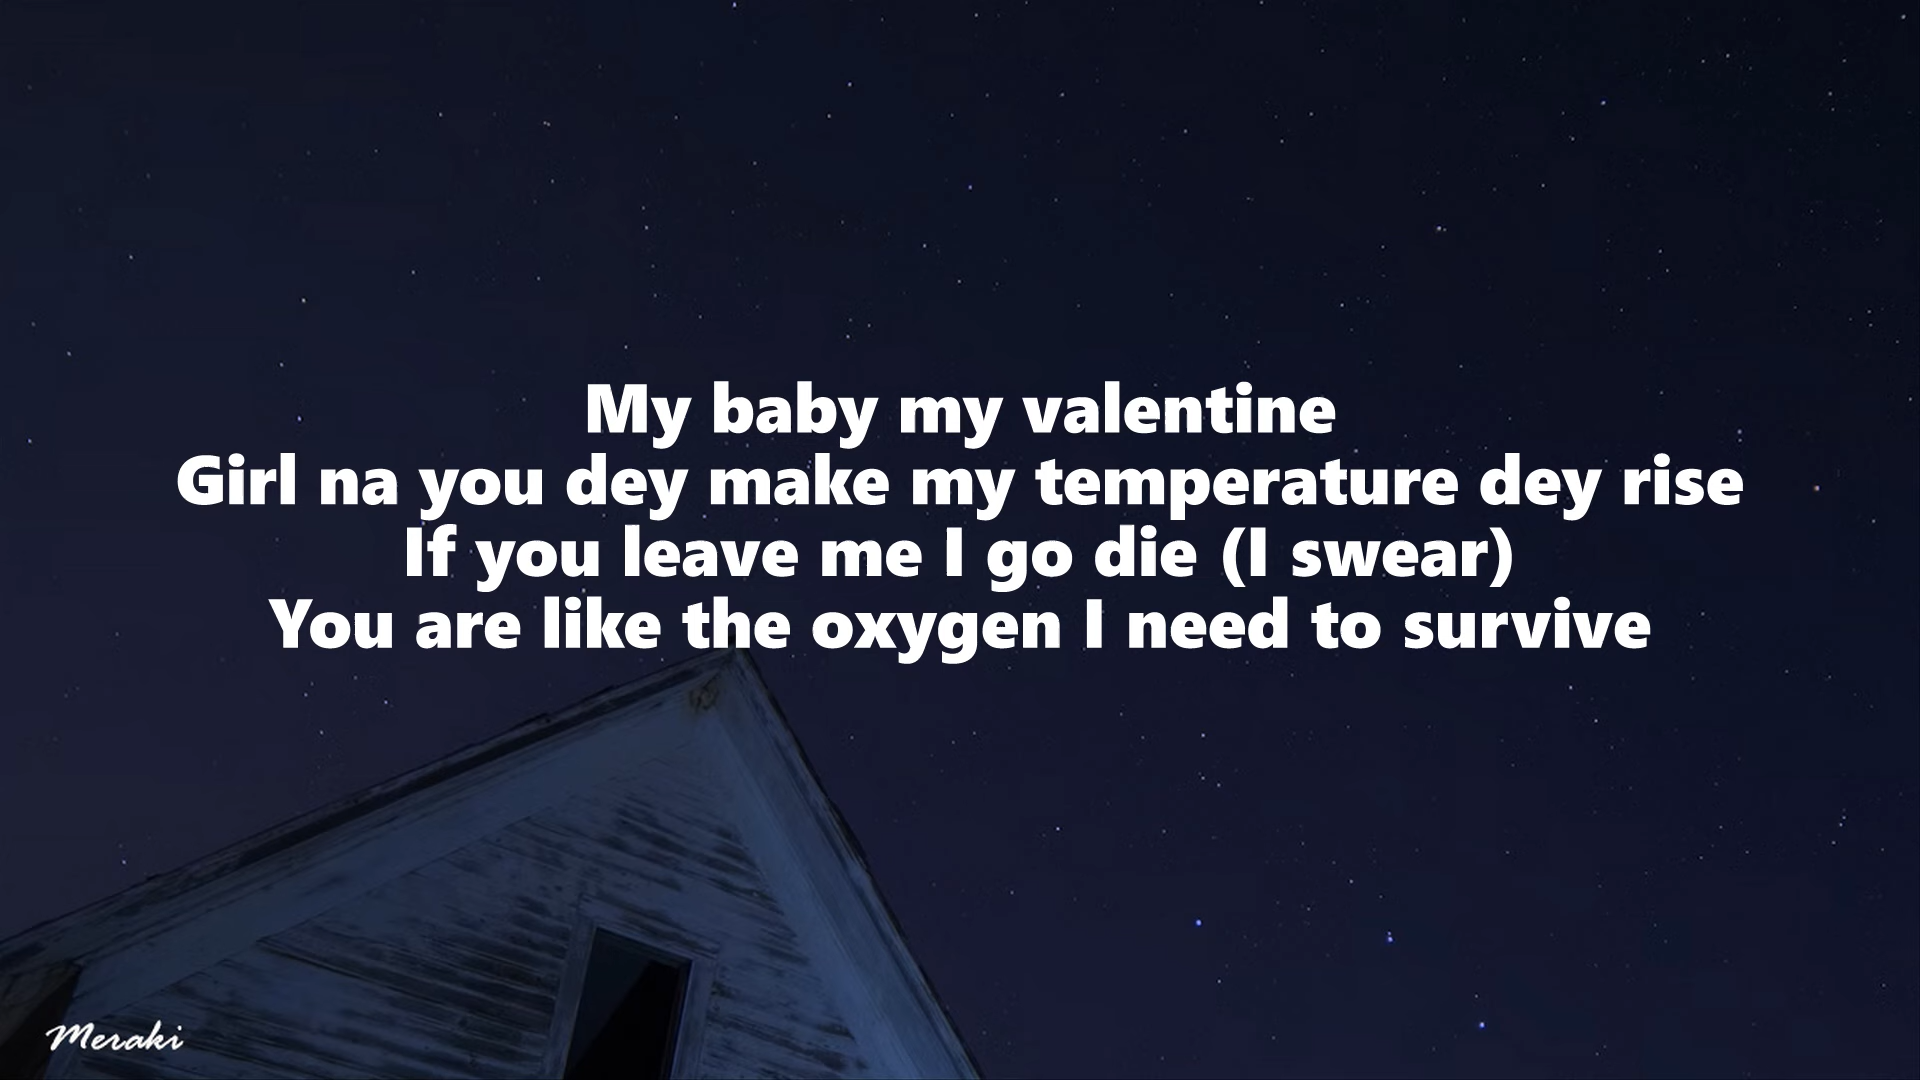 My baby my valentine
Girl na you dey make my temperature dey rise
If you leave me I go die (I swear)
You are like the oxygen I need to survive
Meraki